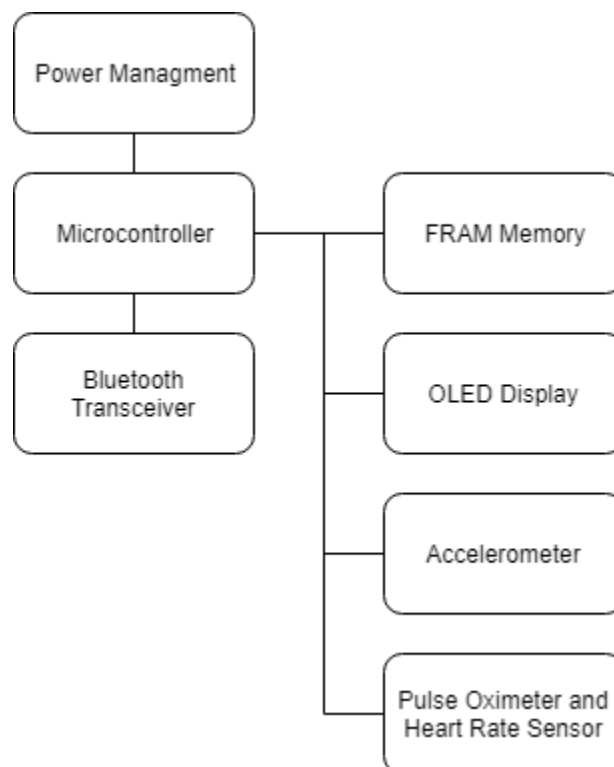 Power Managment
Microcontroller
FRAM Memory
Bluetooth
Transceiver
OLED Display
Accelerometer
Pulse Oximeter and
Heart Rate Sensor